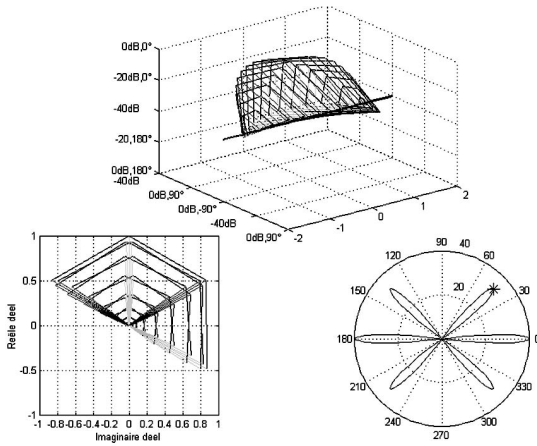 0dB,0°
-20dB,0°
-40dB
-20,180°
0dB,180°
-40dB
0dB,90°
0dB,-90°
-40dB
0dB,90°
-2
-1
0
1
2
1
0.5
0
-0.5
-1
-1 -0.8 -0.6 -0.4 -0.2 0 0.2 0.4 0.6 0.8 1
Reële deel
Imaginaire deel
90 40
120 60
150 20 30
180 0
210 330
240 300
270